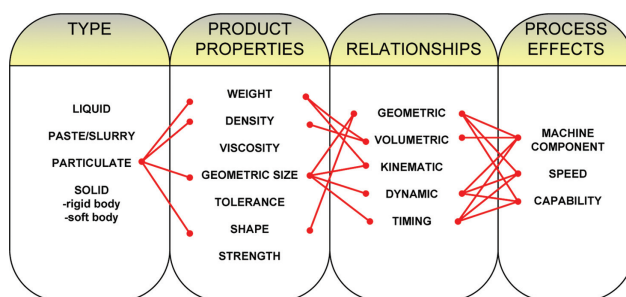 TYPE
PRODUCT
PROPERTIES
RELATIONSHIPS
PROCESS
EFFECTS
LIQUID
PASTE/SLURRY
PARTICULATE
SOLID
-rigid body
-soft body
WEIGHT
DENSITY
VISCOSITY
GEOMETRIC SIZE
TOLERANCE
SHAPE
STRENGTH
GEOMETRIC
VOLUMETRIC
KINEMATIC
DYNAMIC
TIMING
MACHINE
COMPONENT
SPEED
CAPABILITY